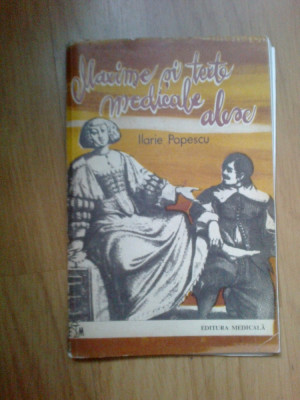 Maxime și texte
medicale alese
Ilarie Popescu
EDITURA MEDICALĂ